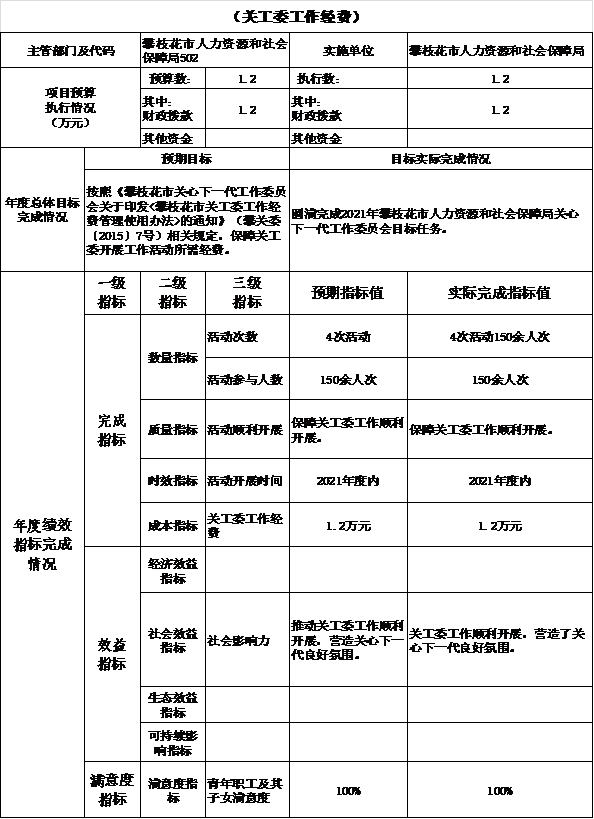 （关工委工作经费）
主管部门及代码
攀枝花市人力资源和社会
保障局502
实施单位
攀枝花市人力资源和社会保障局
项目预算
执行情况
（万元）
预算数：
1.2
执行数：
1.2
其中：
财政拨款
1.2
其中：
财政拨款
1.2
其他资金
其他资金
年度总体目标
完成情况
预期目标
目标实际完成情况
按照《攀枝花市关心下一代工作委员
会关于印发<攀枝花市关工委工作经
费管理使用办法>的通知》（攀关委
〔2015〕7号）相关规定，保障关工
委开展工作活动所需经费。
圆满完成2021年攀枝花市人力资源和社会保障局关心
下一代工作委员会目标任务。
年度绩效
指标完成
情况
一级
指标
二级
指标
三级
指标
预期指标值
实际完成指标值
完成
指标
数量指标
活动次数
4次活动
4次活动150余人次
活动参与人数
150余人次
150余人次
质量指标
活动顺利开展
保障关工委工作顺利
开展。
保障关工委工作顺利开展。
时效指标
活动开展时间
2021年度内
2021年度内
成本指标
关工委工作经
费
1.2万元
1.2万元
效益
指标
经济效益
指标
社会效益
指标
社会影响力
推动关工委工作顺利
开展，营造关心下一
代良好氛围。
关工委工作顺利开展，营造了关
心下一代良好氛围。
生态效益
指标
可持续影
响指标
满意度
指标
满意度指
标
青年职工及其
子女满意度
100%
100%